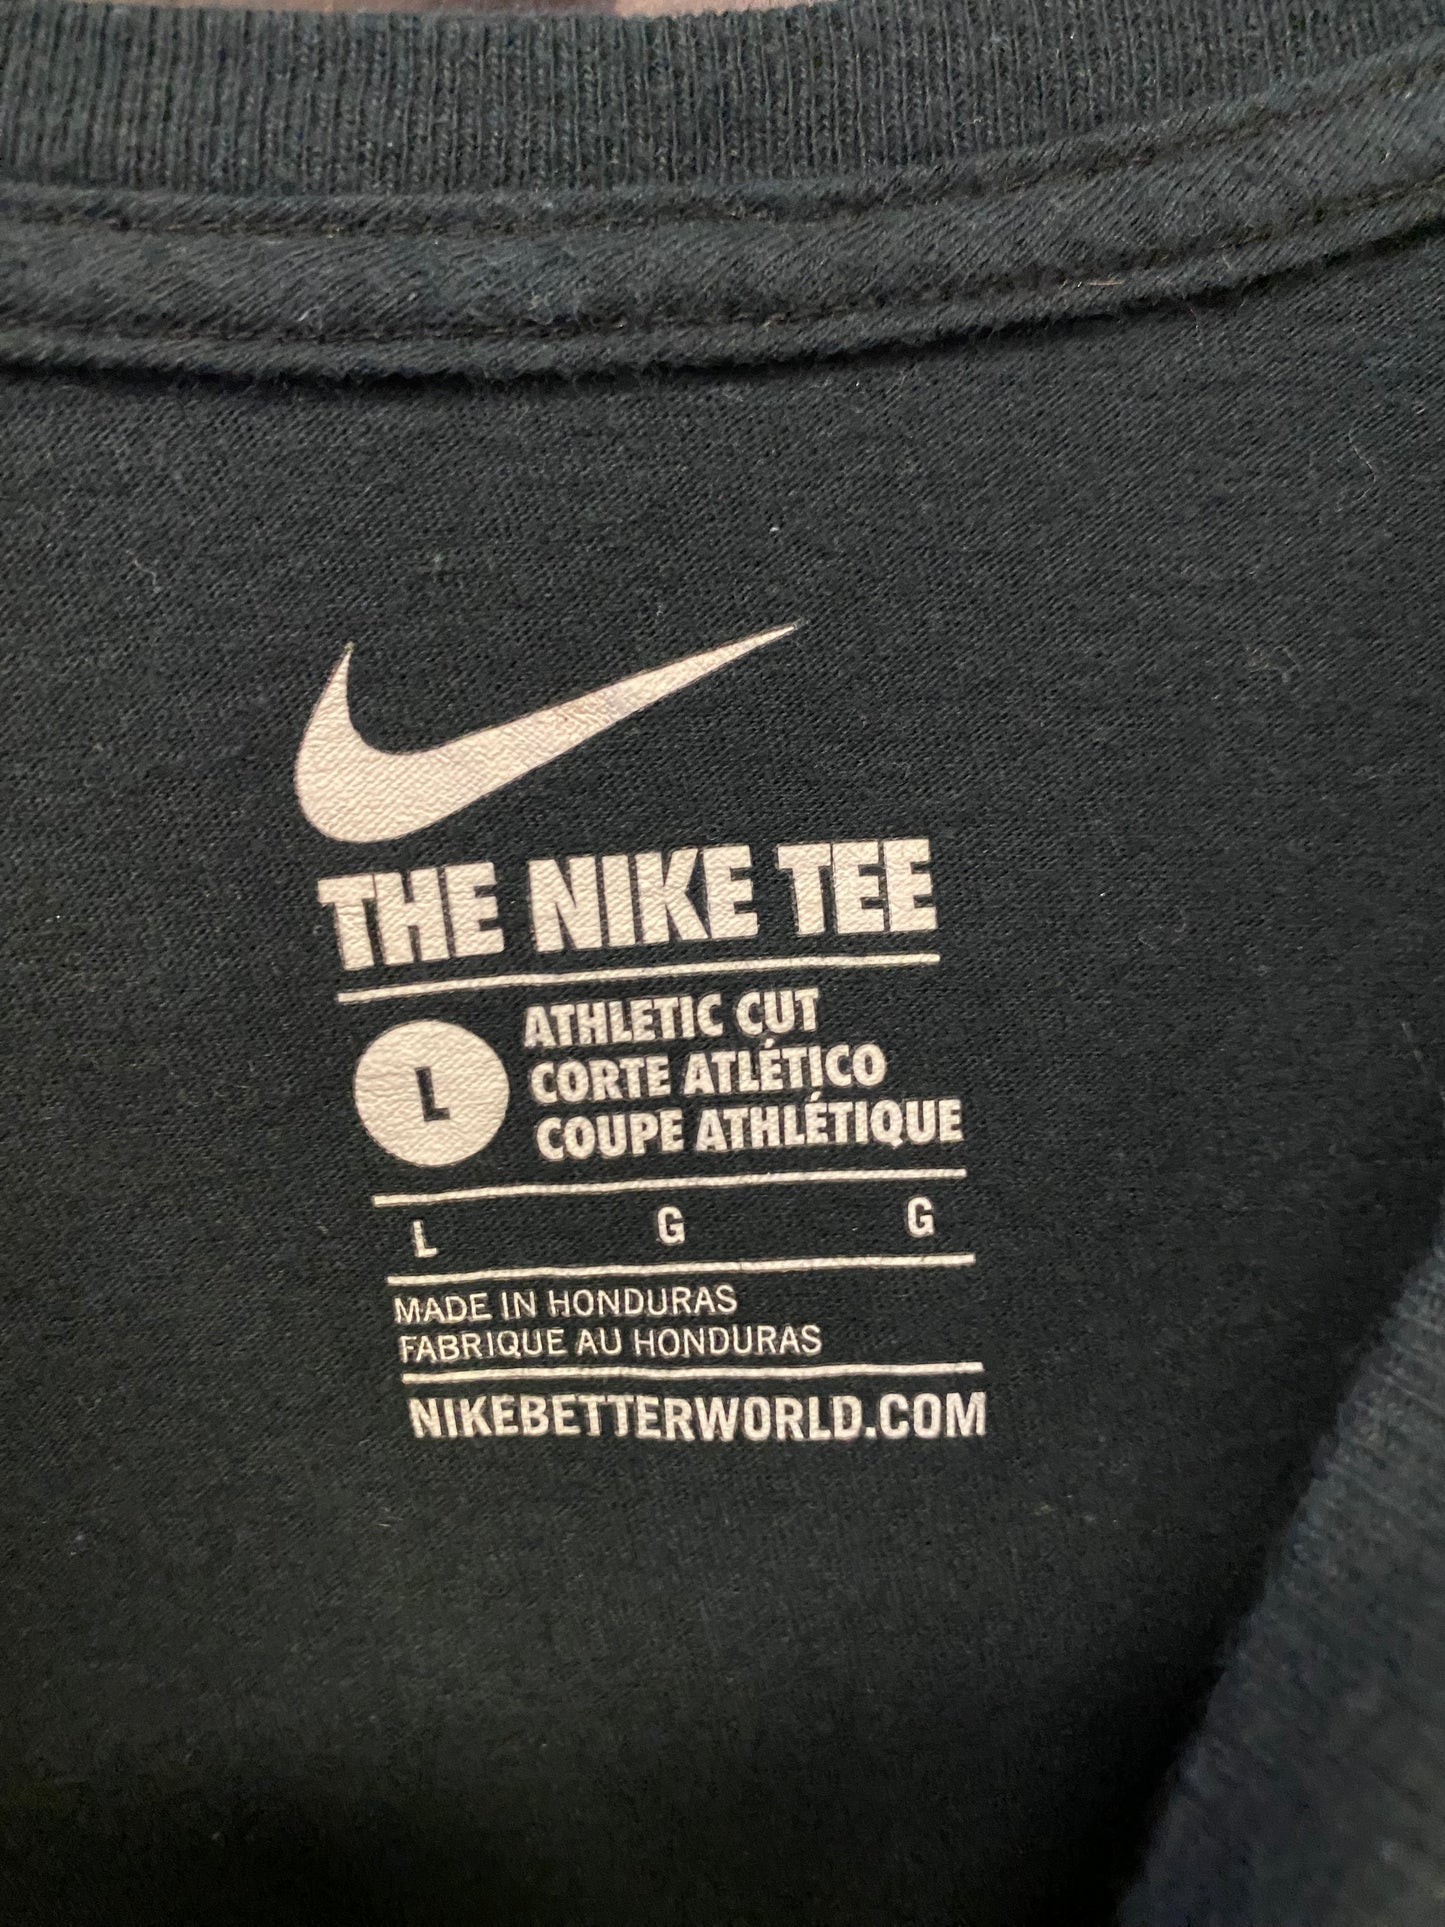 THE NIKE TEE
L
ATHLETIC CUT
CORTE ATLÉTICO
COUPE ATHLÉTIQUE
L G G
MADE IN HONDURAS
FABRIQUE AU HONDURAS
NIKEBETTERWORLD.COM